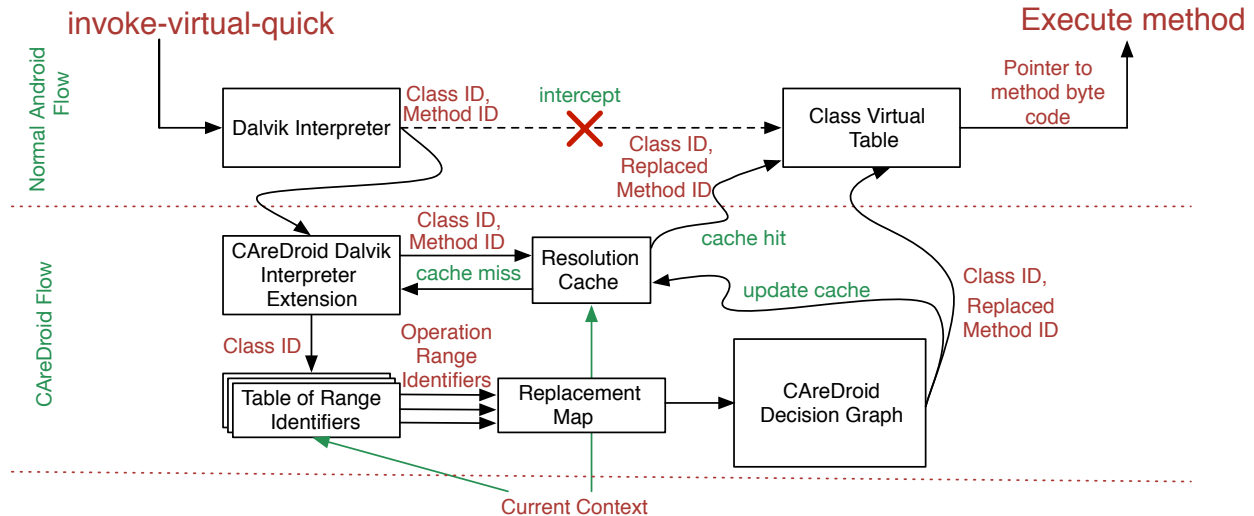 invoke-virtual-quick
Execute method
Normal Android
Flow
Dalvik Interpreter
Class ID,
Method ID
intercept
Class ID,
Replaced
Method ID
Class Virtual
Table
Pointer to
method byte
code
CAreDroid Flow
CAreDroid Dalvik
Interpreter
Extension
Class ID,
Method ID
cache miss
Resolution
Cache
cache hit
update cache
Class ID,
Replaced
Method ID
Class ID
Operation
Range
Identifiers
Table of Range
Identifiers
Replacement
Map
CAreDroid
Decision Graph
Current Context